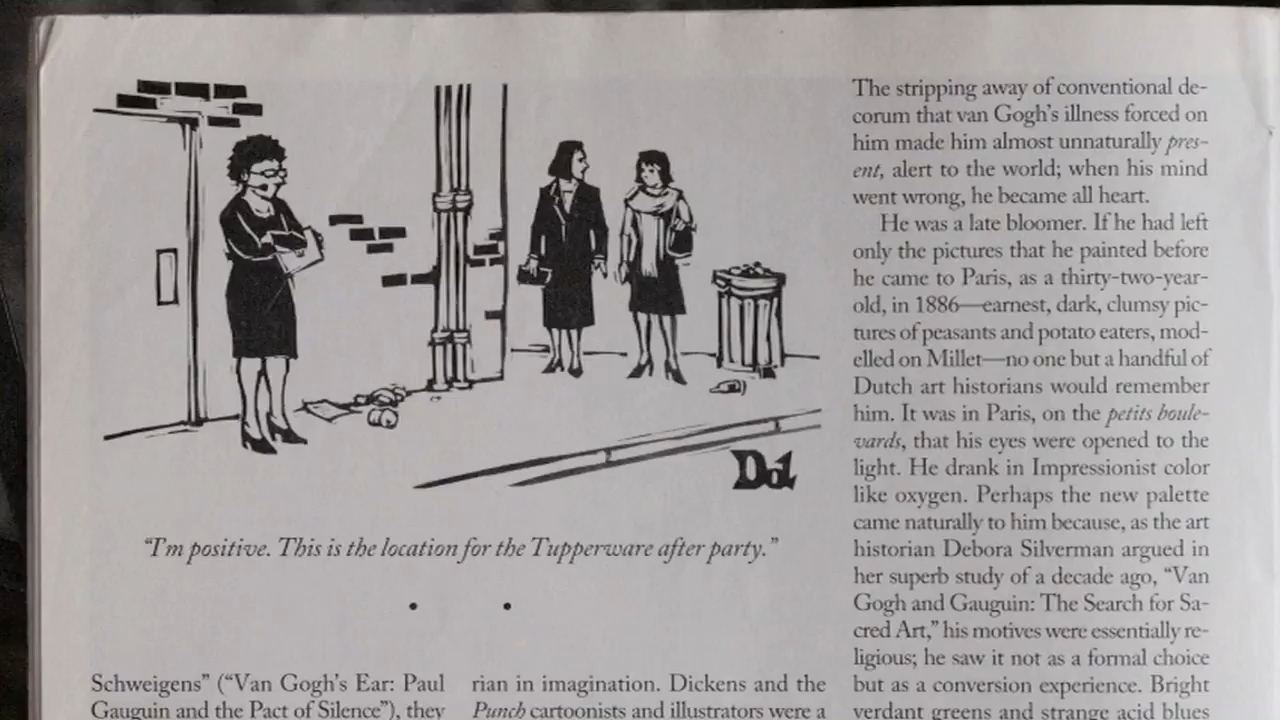 Dol
"I'm positive. This is the location for the Tupperware after party."
Schweigens" ("Van Gogh's Ear: Paul
Gauguin and the Pact of Silence"), they
rian in imagination. Dickens and the
Punch cartoonists and illustrators were a
The stripping away of conventional de-
corum that van Gogh's illness forced on
him made him almost unnaturally pres-
ent, alert to the world; when his mind
went wrong, he became all heart.
He was a late bloomer. If he had left
only the pictures that he painted before
he came to Paris, as a thirty-two-year-
old, in 1886—earnest, dark, clumsy pic-
tures of peasants and potato eaters, mod-
elled on Millet—no one but a handful of
Dutch art historians would remember
him. It was in Paris, on the petits boule-
vards, that his eyes were opened to the
light. He drank in Impressionist color
like oxygen. Perhaps the new palette
came naturally to him because, as the art
historian Debora Silverman argued in
her superb study of a decade ago, "Van
Gogh and Gauguin: The Search for Sa-
cred Art," his motives were essentially re-
ligious; he saw it not as a formal choice
but as a conversion experience. Bright
verdant greens and strange acid blues